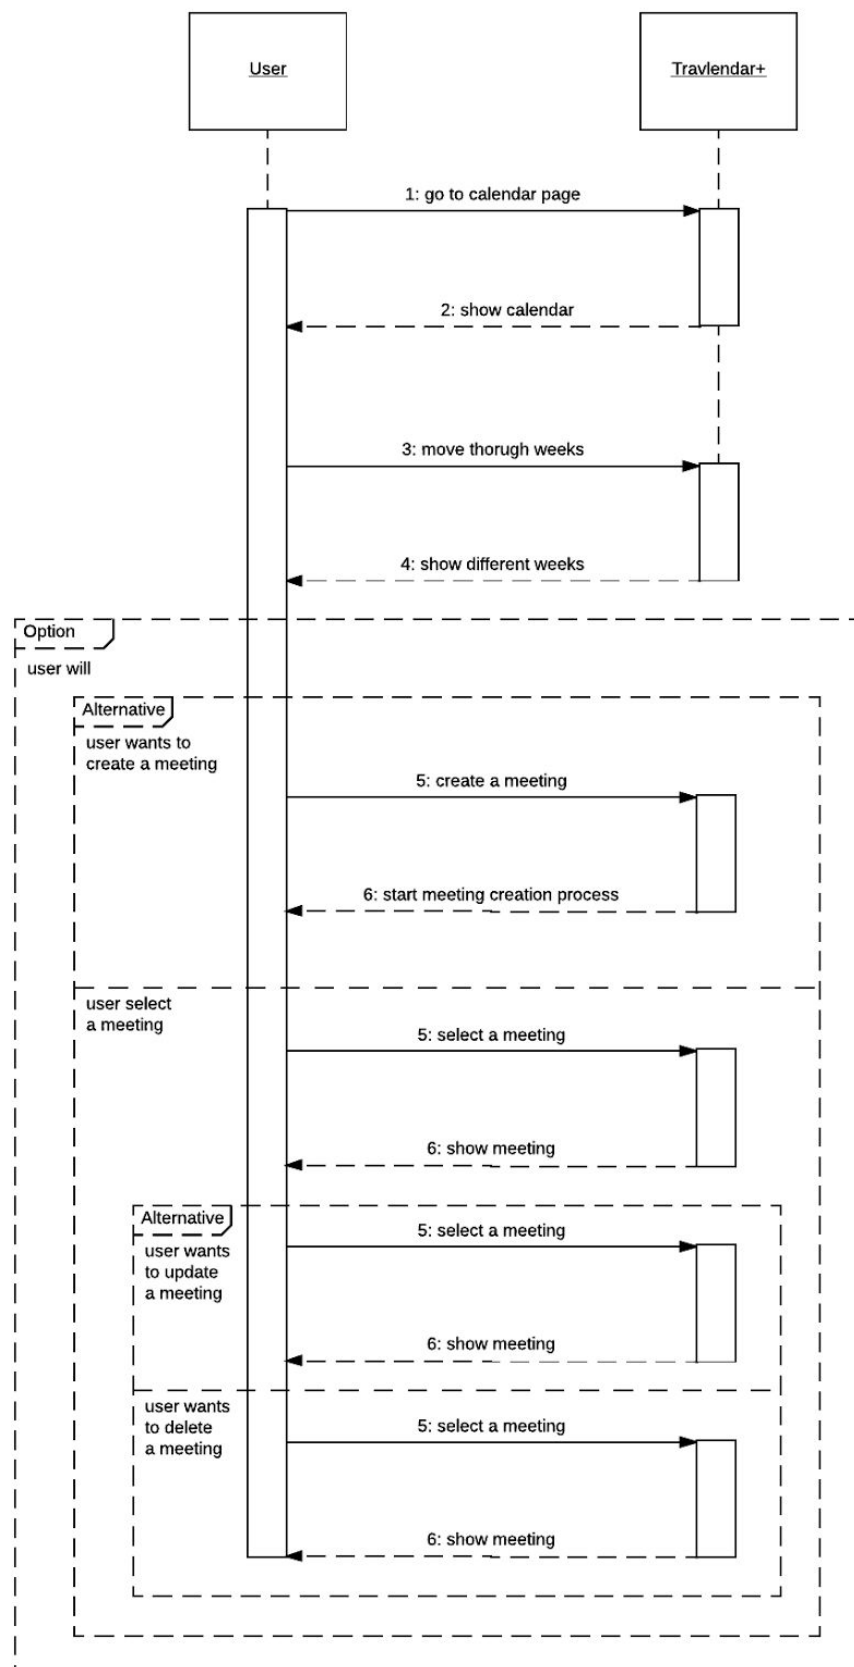 User
Travlendar+
1: go to calendar page
2: show calendar
3: move thorugh weeks
4: show different weeks
Option
user will
Alternative
user wants to
create a meeting
5: create a meeting
6: start meeting creation process
user select
a meeting
5: select a meeting
6: show meeting
Alternative
5: select a meeting
user wants
to update
a meeting
6: show meeting
user wants
to delete
a meeting
5: select a meeting
6: show meeting